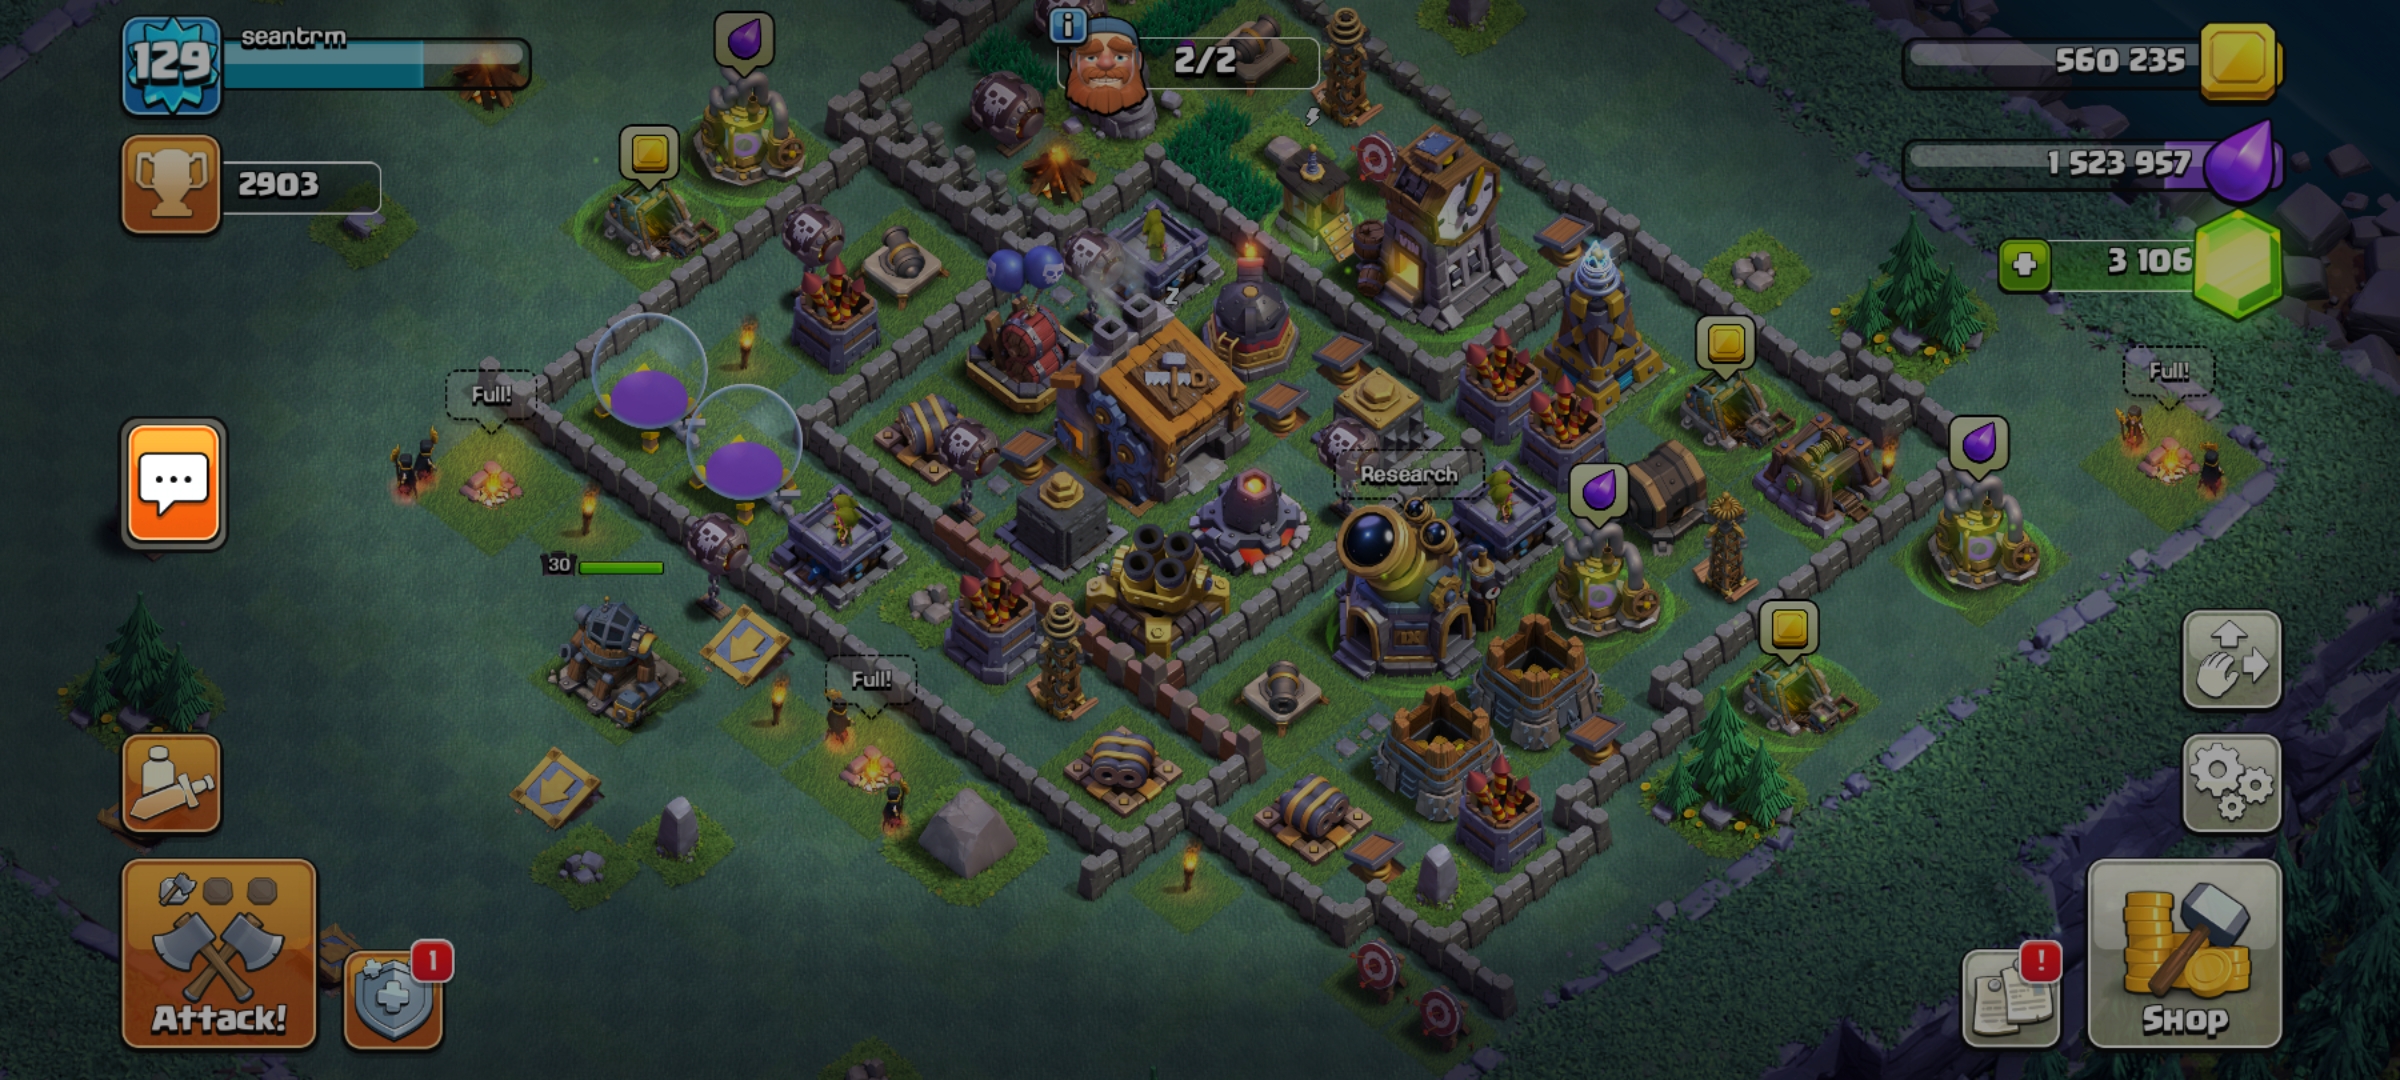 129
seantrm
2/2
560 235
2903
1 523 957
3 106
Full!
Full!
Z
Research
30
Full!
Attack!
1
!
Shop